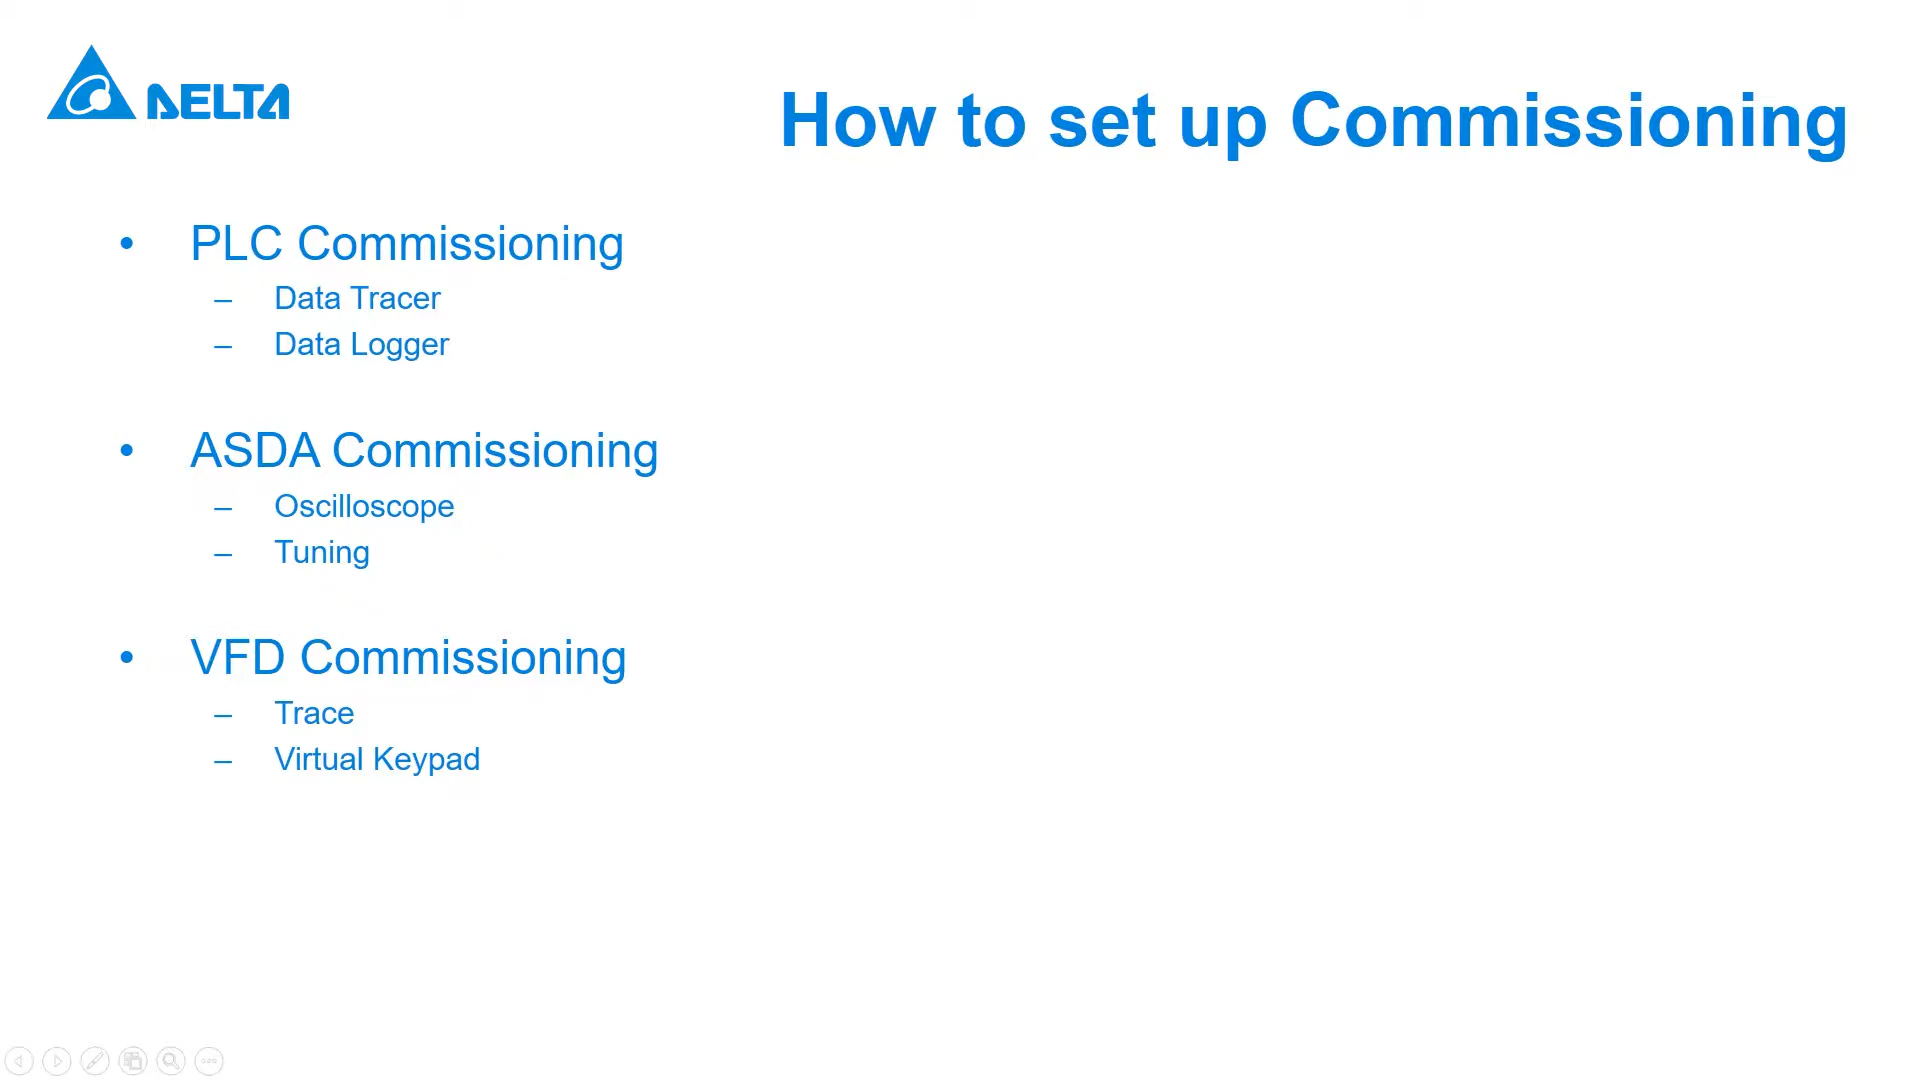 DELTA
How to set up Commissioning
• PLC Commissioning
– Data Tracer
– Data Logger
• ASDA Commissioning
– Oscilloscope
– Tuning
• VFD Commissioning
– Trace
– Virtual Keypad